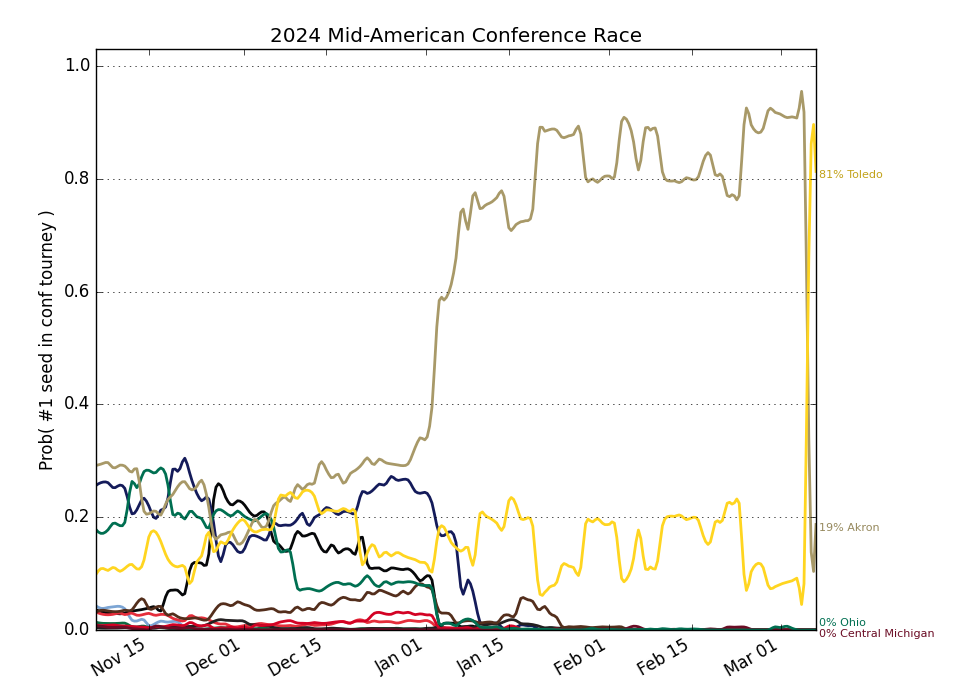 2024 Mid-American Conference Race
Prob( #1 seed in conf tourney )
1.0
0.8
0.6
0.4
0.2
0.0
81% Toledo
19% Akron
0% Ohio
0% Central Michigan
Nov 15
Dec 01
Dec 15
Jan 01
Jan 15
Feb 01
Feb 15
Mar 01